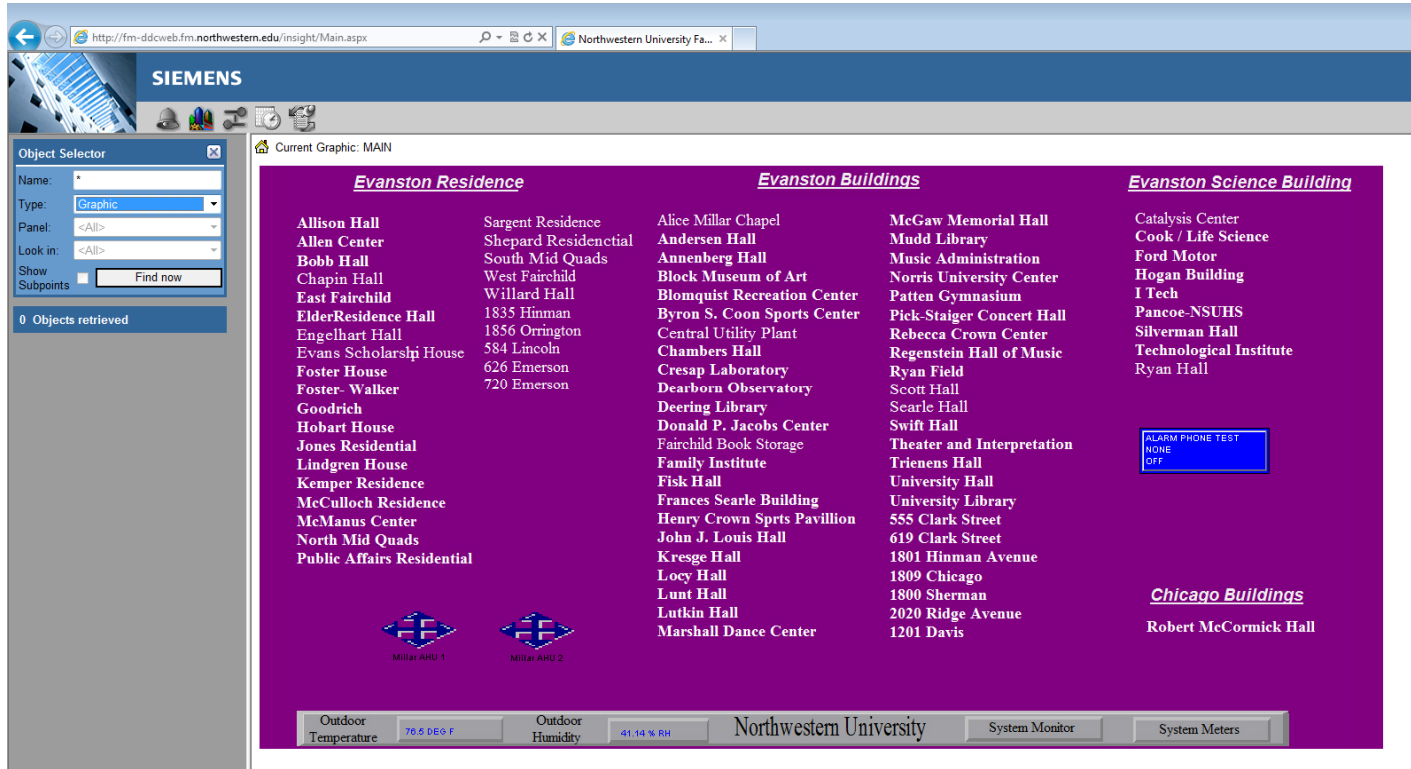 http://fm-ddcweb.fm.northwestern.edu/insight/Main.aspx
Northwestern University Fa...
SIEMENS
Object Selector
Name: *
Type: Graphic
Panel: <All>
Look in: <All>
Show Subpoints
Find now
0 Objects retrieved
Current Graphic: MAIN
Evanston Residence
Allison Hall
Allen Center
Bobb Hall
Chapin Hall
East Fairchild
ElderResidence Hall
Engelhart Hall
Evans Scholarship House
Foster House
Foster- Walker
Goodrich
Hobart House
Jones Residential
Lindgren House
Kemper Residence
McCulloch Residence
McManus Center
North Mid Quads
Public Affairs Residential
Sargent Residence
Shepard Residenctial
South Mid Quads
West Fairchild
Willard Hall
1835 Hinman
1856 Orrington
584 Lincoln
626 Emerson
720 Emerson
Millar AHU 1
Millar AHU 2
Evanston Buildings
Alice Millar Chapel
Andersen Hall
Annenberg Hall
Block Museum of Art
Blomquist Recreation Center
Byron S. Coon Sports Center
Central Utility Plant
Chambers Hall
Cresap Laboratory
Dearborn Observatory
Deering Library
Donald P. Jacobs Center
Fairchild Book Storage
Family Institute
Fisk Hall
Frances Searle Building
Henry Crown Sprts Pavillion
John J. Louis Hall
Kresge Hall
Locy Hall
Lunt Hall
Lutkin Hall
Marshall Dance Center
McGaw Memorial Hall
Mudd Library
Music Administration
Norris University Center
Patten Gymnasium
Pick-Staiger Concert Hall
Rebecca Crown Center
Regenstein Hall of Music
Ryan Field
Scott Hall
Searle Hall
Swift Hall
Theater and Interpretation
Trienens Hall
University Hall
University Library
555 Clark Street
619 Clark Street
1801 Hinman Avenue
1809 Chicago
1800 Sherman
2020 Ridge Avenue
1201 Davis
Evanston Science Building
Catalysis Center
Cook / Life Science
Ford Motor
Hogan Building
I Tech
Pancoe-NSUHS
Silverman Hall
Technological Institute
Ryan Hall
ALARM PHONE TEST
NONE
OFF
Chicago Buildings
Robert McCormick Hall
Outdoor
Temperature
76.5 DEG F
Outdoor
Humidity
41.14 % RH
Northwestern University
System Monitor
System Meters